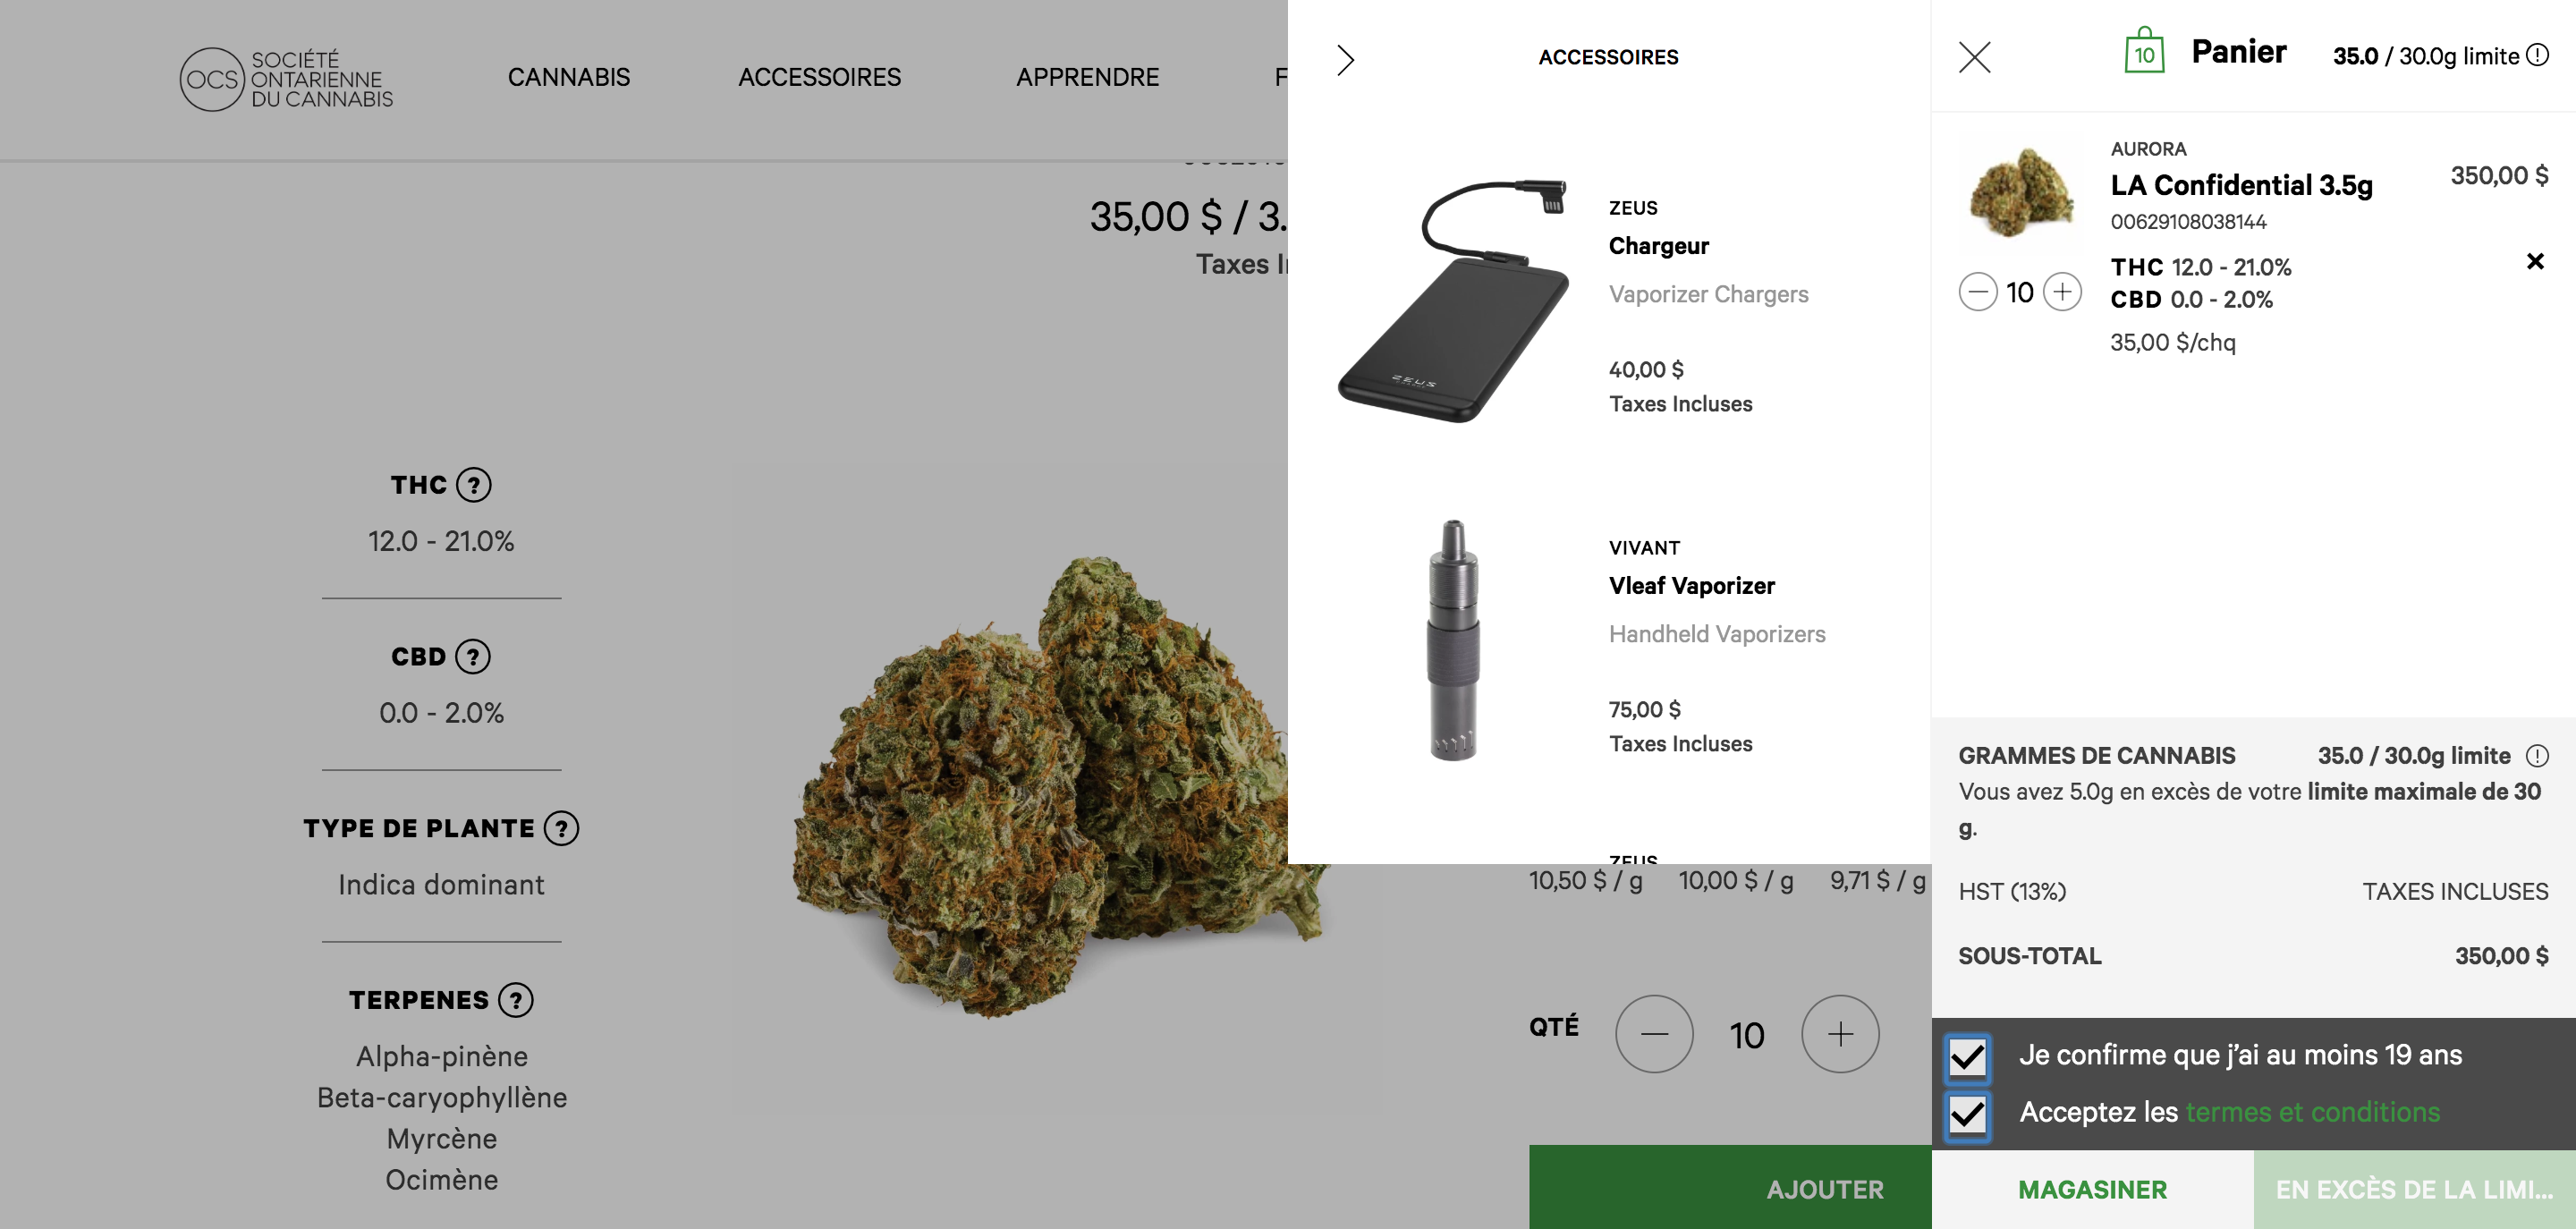 OCS
SOCIÉTÉ
ONTARIENNE
DU CANNABIS
CANNABIS
ACCESSOIRES
APPRENDRE
F
35,00 $ / 3.
Taxes I
THC ?
12.0 - 21.0%
CBD ?
0.0 - 2.0%
TYPE DE PLANTE ?
Indica dominant
TERPENES ?
Alpha-pinène
Beta-caryophyllène
Myrcène
Ocimène
ACCESSOIRES
ZEUS
ZEUS
Chargeur
Vaporizer Chargers
40,00 $
Taxes Incluses
VIVANT
Vleaf Vaporizer
Handheld Vaporizers
75,00 $
Taxes Incluses
ZEUS
10,50 $ / g 10,00 $ / g 9,71 $ / g
QTÉ 10
AJOUTER
10 Panier 35.0 / 30.0g limite
AURORA
LA Confidential 3.5g 350,00 $
00629108038144
THC 12.0 - 21.0%
10
CBD 0.0 - 2.0%
35,00 $/chq
GRAMMES DE CANNABIS 35.0 / 30.0g limite
Vous avez 5.0g en excès de votre limite maximale de 30
g.
HST (13%) TAXES INCLUSES
SOUS-TOTAL 350,00 $
Je confirme que j’ai au moins 19 ans
Acceptez les termes et conditions
MAGASINER
EN EXCÈS DE LA LIMI...